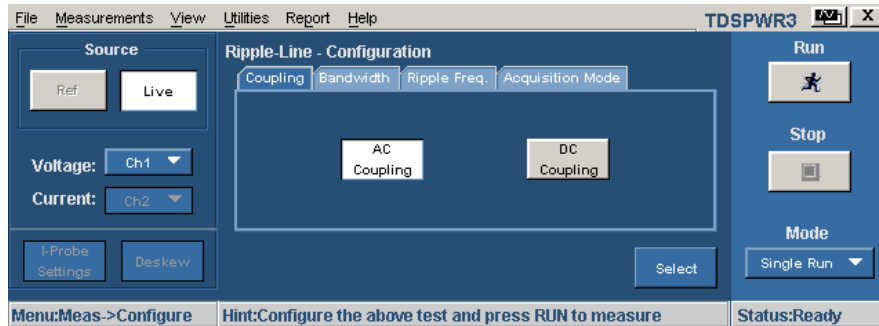 File Measurements View Utilities Report Help TDSPWR3 X
Source
Ref Live
Voltage: Ch1
Current: Ch2
I-Probe
Settings
Deskew
Ripple-Line - Configuration
Coupling Bandwidth Ripple Freq. Acquisition Mode
AC
Coupling
DC
Coupling
Select
Run
Stop
Mode
Single Run
Menu:Meas->Configure Hint:Configure the above test and press RUN to measure Status:Ready